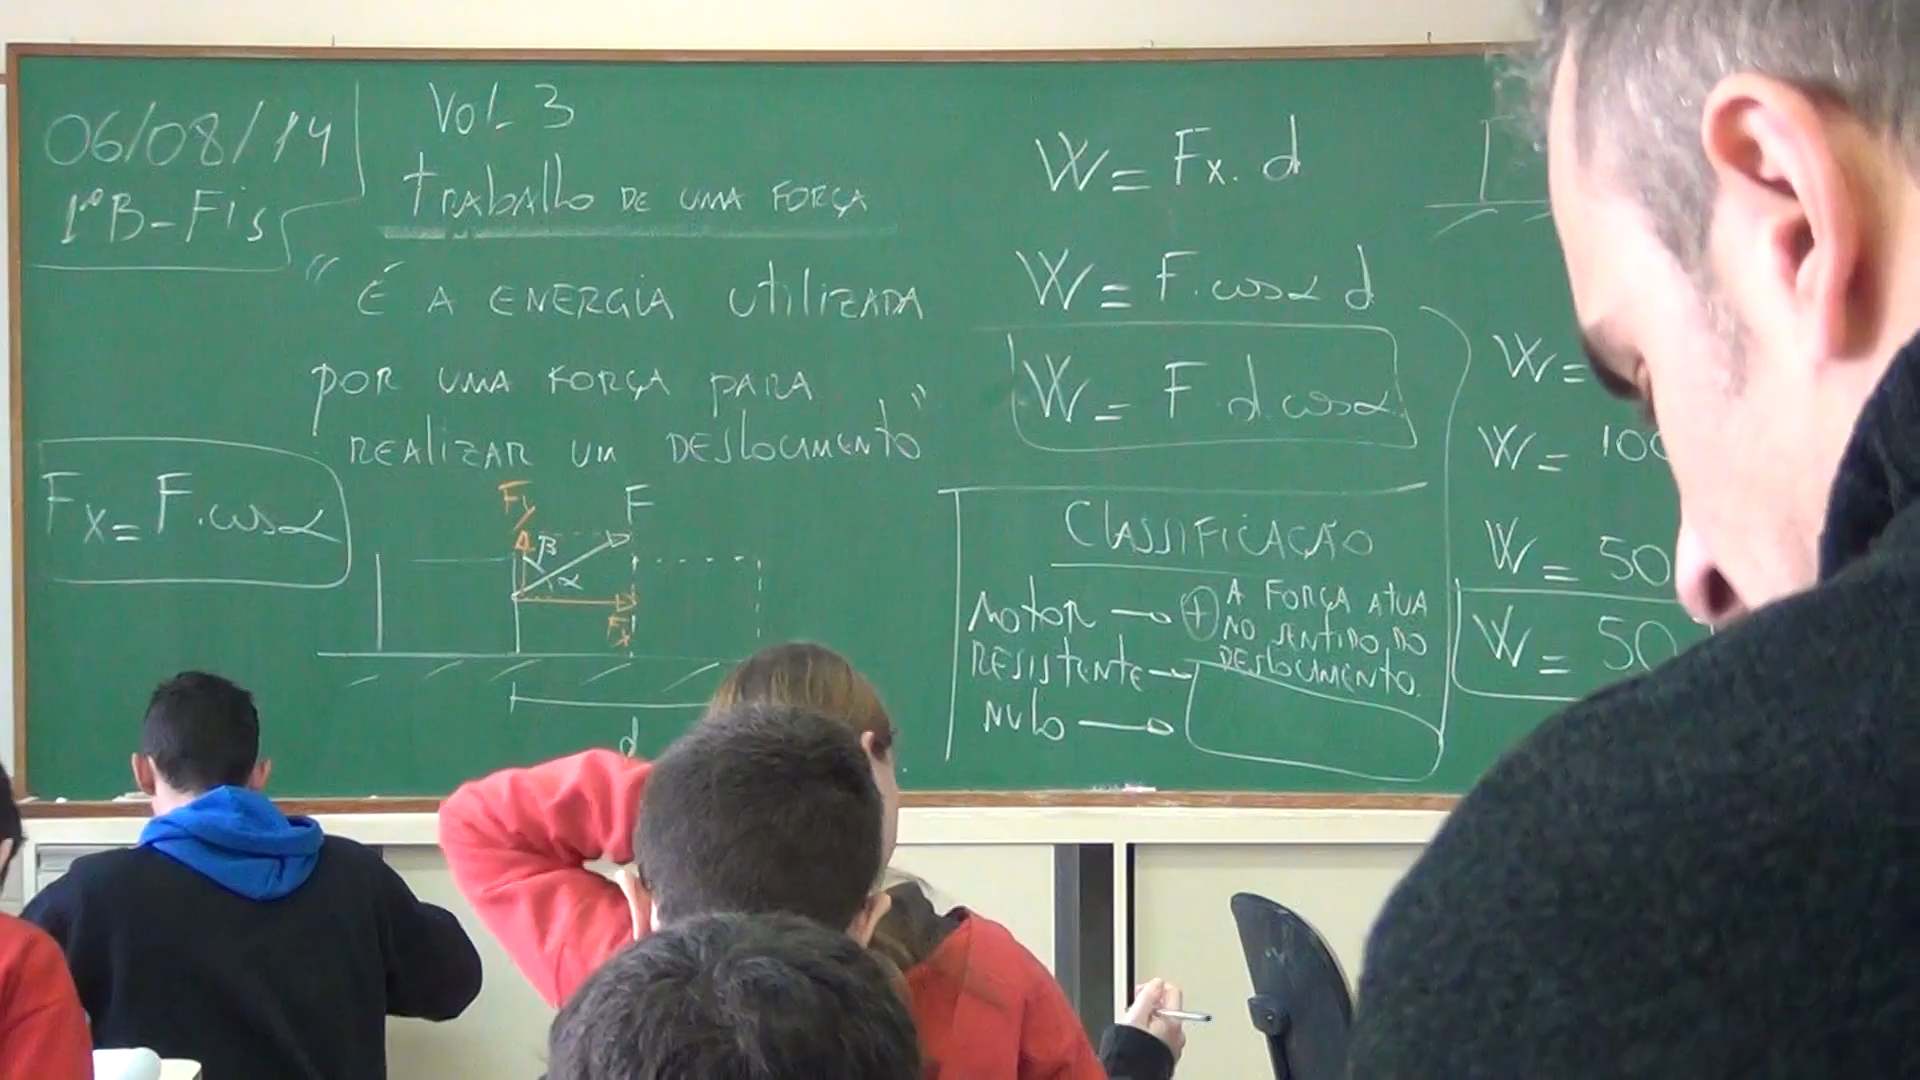 06/08/14
1ºB-Fis
Vol. 3
Trabalho de uma força
"É a energia utilizada
por uma força para
realizar um deslocamento"
Fx = F.cosα
Fy
F
β
α
Fx
d
W = Fx.d
W = F.cosα d
W = F.d.cosα
Classificação
Motor → + A força atua
no sentido do
deslocamento.
Resistente →
Nulo →
W =
W = 100
W = 50
W = 50